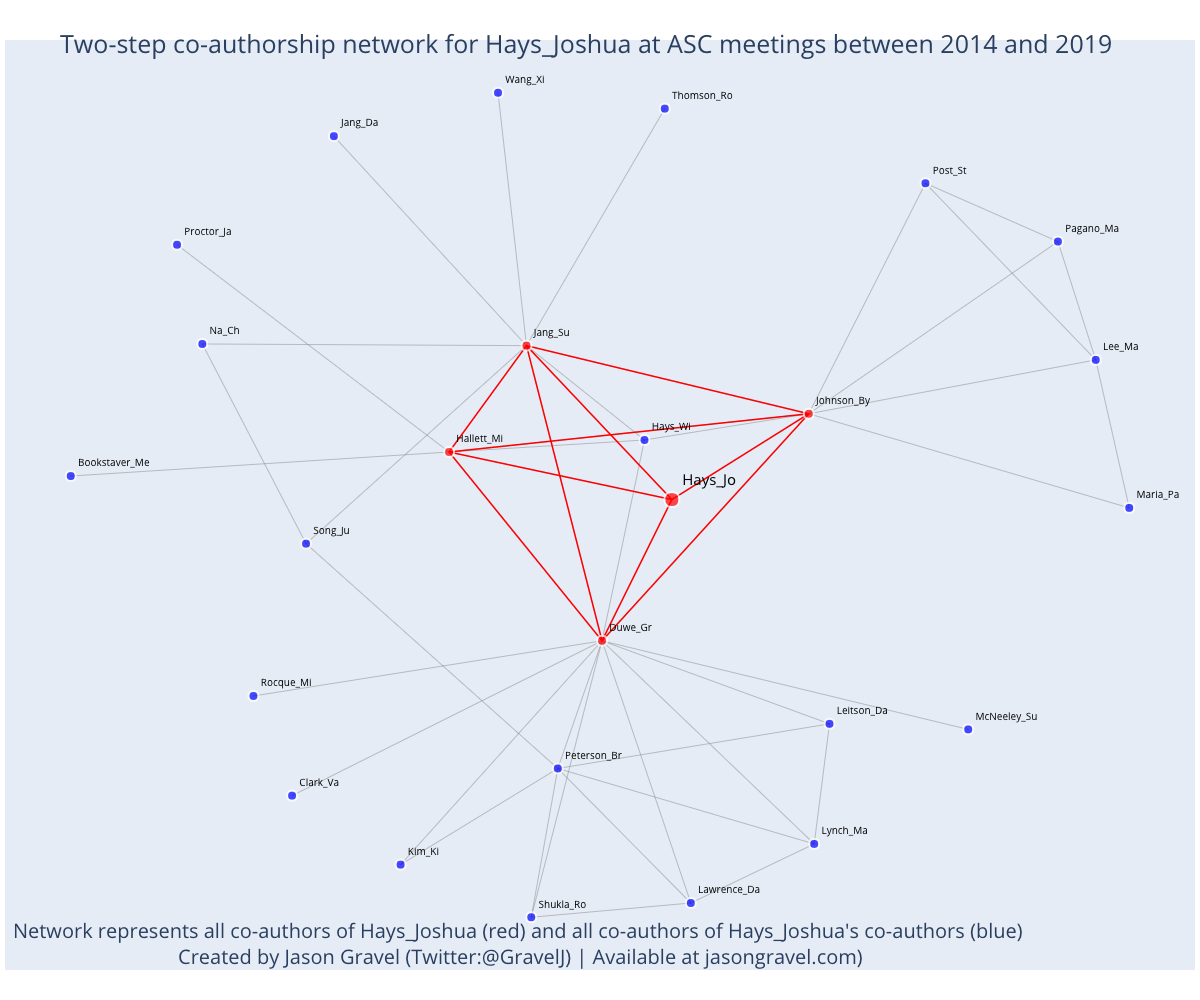 Two-step co-authorship network for Hays_Joshua at ASC meetings between 2014 and 2019
Wang_Xi
Thomson_Ro
Jang_Da
Post_St
Pagano_Ma
Proctor_Ja
Na_Ch
Jang_Su
Lee_Ma
Johnson_By
Hays_Wi
Hallett_Mi
Bookstaver_Me
Hays_Jo
Maria_Pa
Song_Ju
Duwe_Gr
Rocque_Mi
Leitson_Da
McNeeley_Su
Peterson_Br
Clark_Va
Lynch_Ma
Kim_Ki
Lawrence_Da
Shukla_Ro
Network represents all co-authors of Hays_Joshua (red) and all co-authors of Hays_Joshua's co-authors (blue)
Created by Jason Gravel (Twitter:@GravelJ) | Available at jasongravel.com)